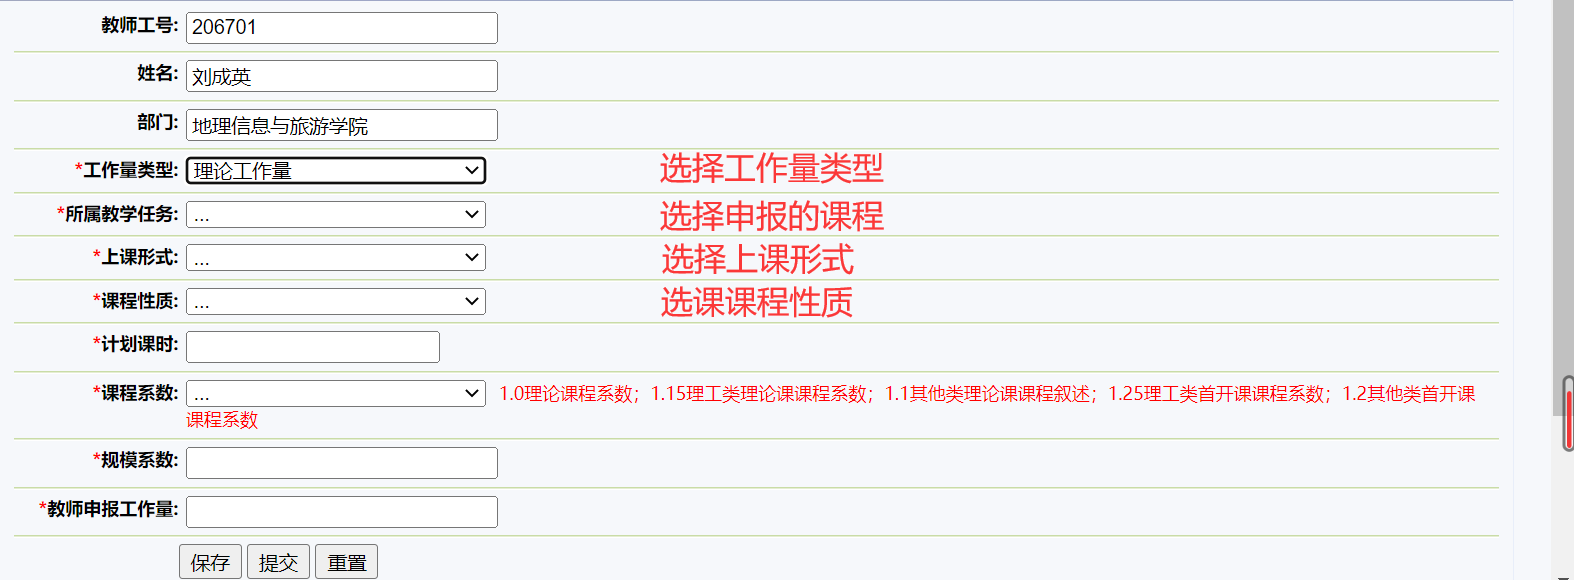 教师工号: 206701
姓名: 刘成英
部门: 地理信息与旅游学院
*工作量类型: 理论工作量 选择工作量类型
*所属教学任务: ... 选择申报的课程
*上课形式: ... 选择上课形式
*课程性质: ... 选课课程性质
*计划课时:
*课程系数: ... 1.0理论课程系数；1.15理工类理论课课程系数；1.1其他类理论课课程叙述；1.25理工类首开课课程系数；1.2其他类首开课
课程系数
*规模系数:
*教师申报工作量:
保存 提交 重置